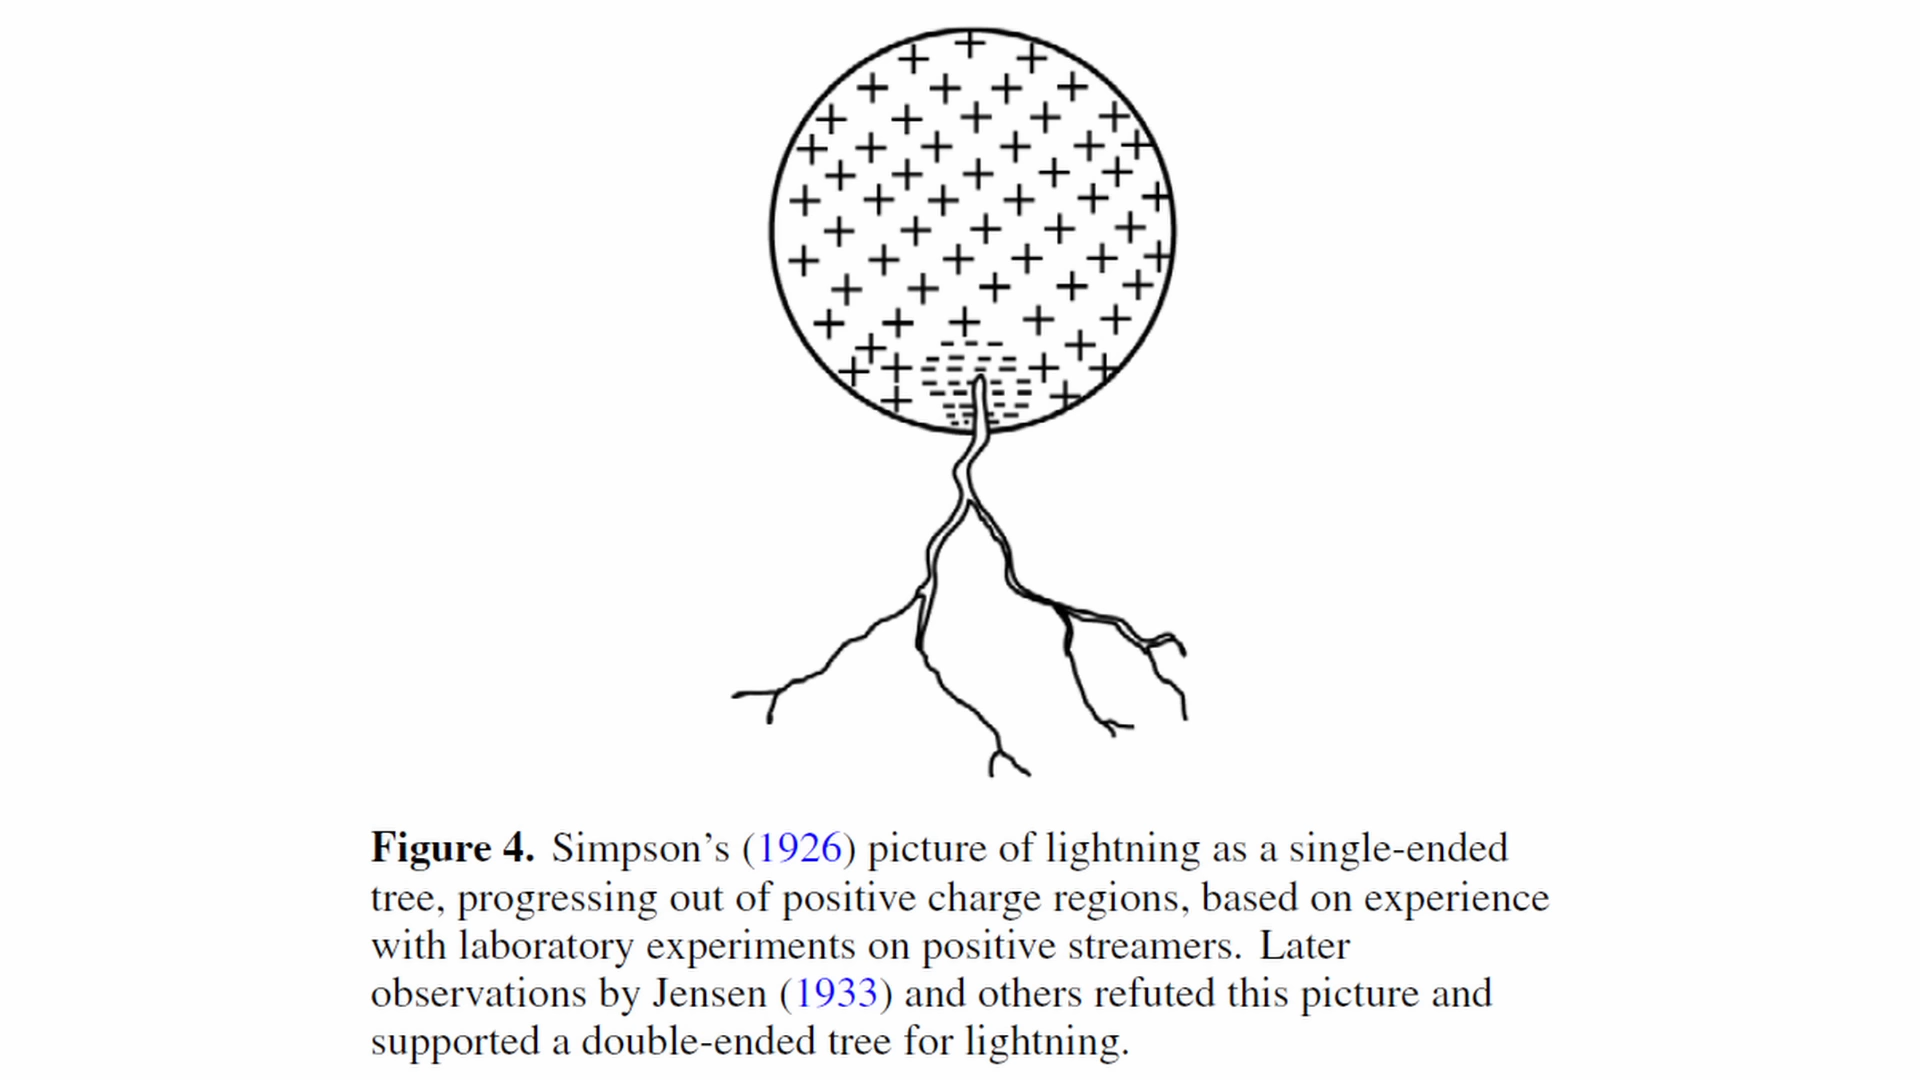 Figure 4. Simpson’s (1926) picture of lightning as a single-ended
tree, progressing out of positive charge regions, based on experience
with laboratory experiments on positive streamers. Later
observations by Jensen (1933) and others refuted this picture and
supported a double-ended tree for lightning.